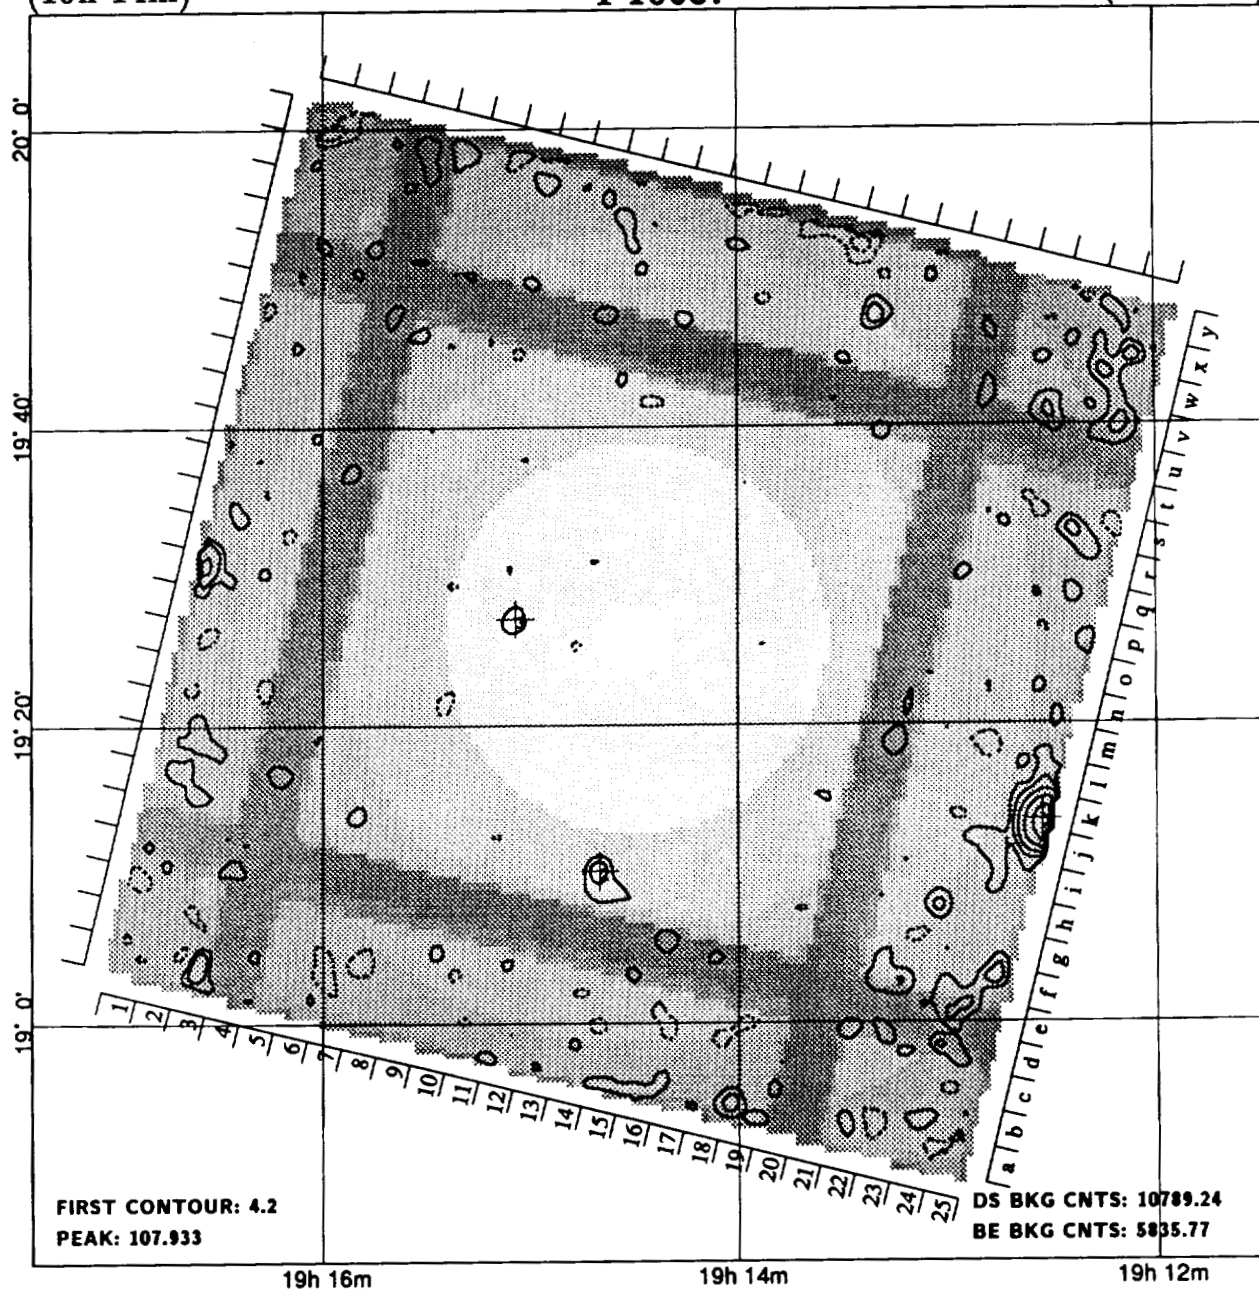 20° 0'
19° 40'
19° 20'
19° 0'
a b c d e f g h i j k l m n o p q r s t u v w x y
1 2 3 4 5 6 7 8 9 10 11 12 13 14 15 16 17 18 19 20 21 22 23 24 25
FIRST CONTOUR: 4.2
PEAK: 107.933
DS BKG CNTS: 10789.24
BE BKG CNTS: 5835.77
19h 16m
19h 14m
19h 12m